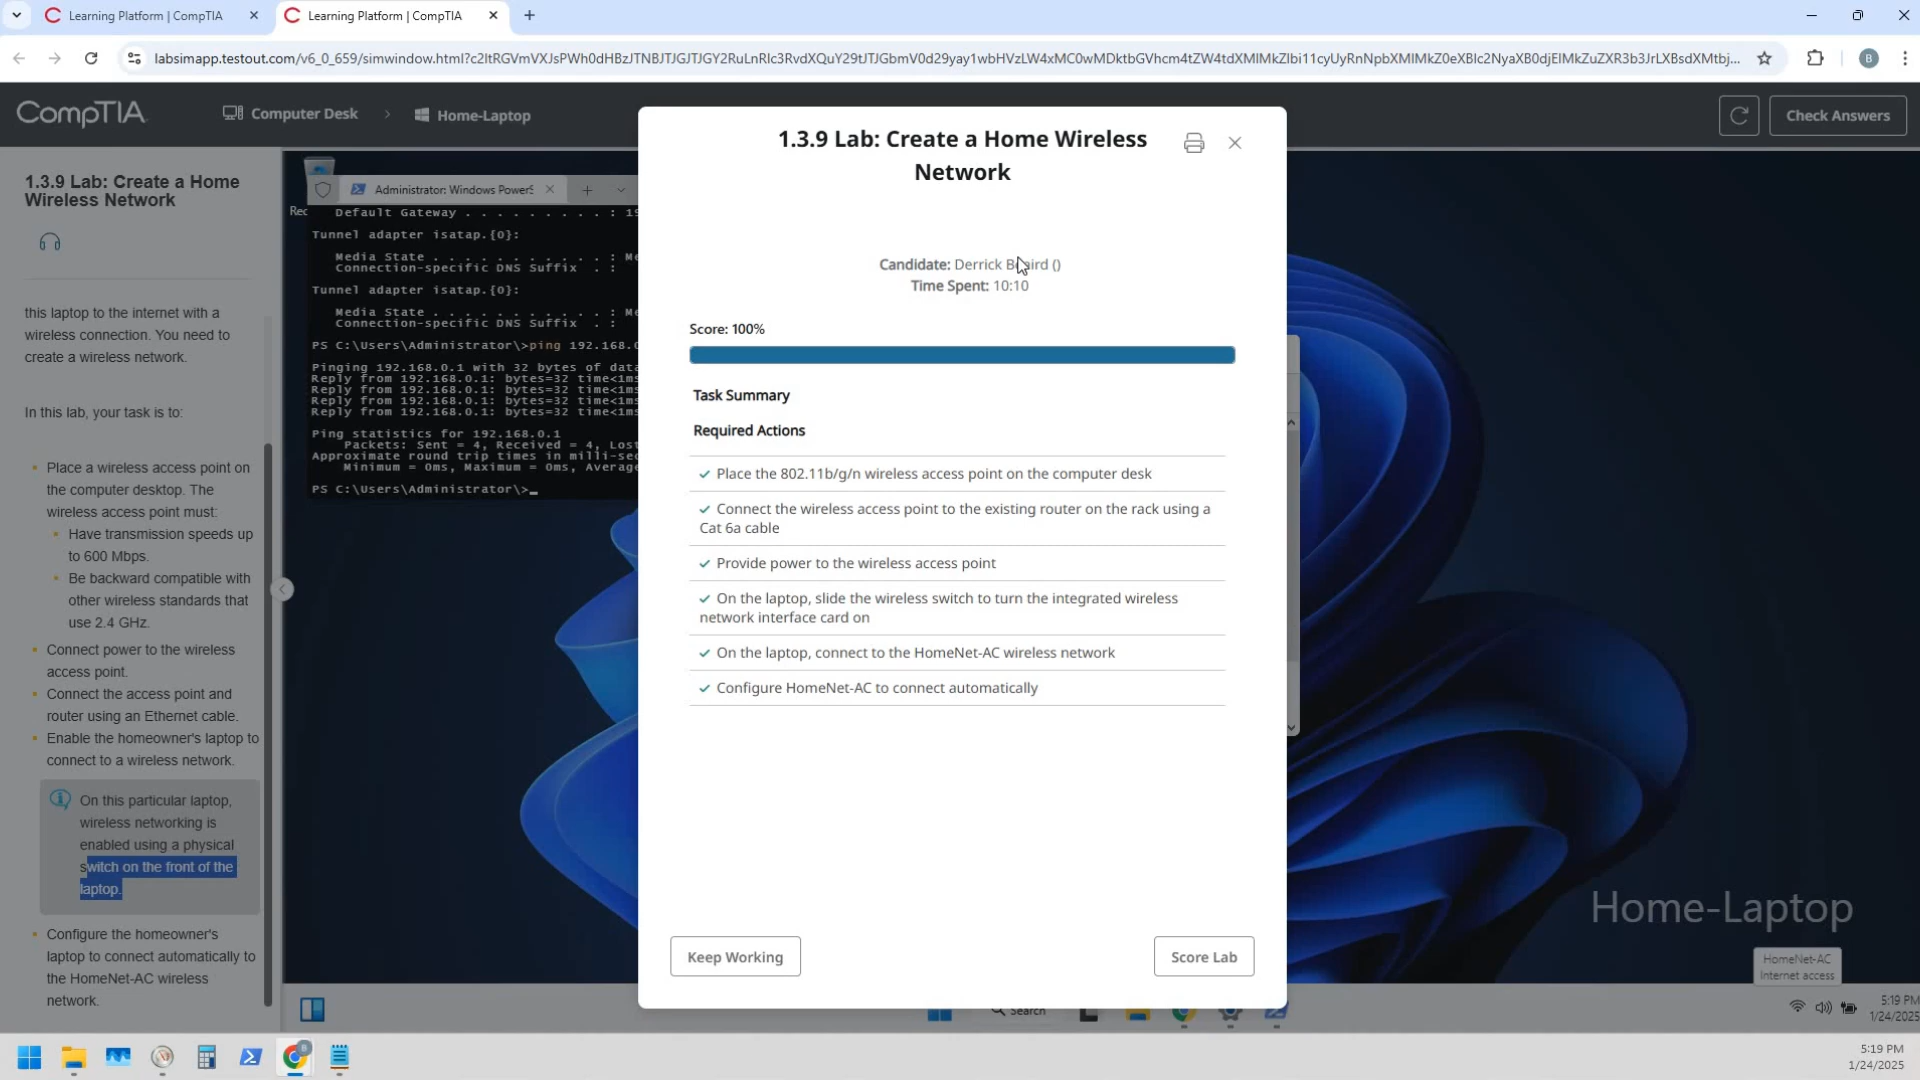 Learning Platform | CompTIA
Learning Platform | CompTIA
labsimapp.testout.com/v6_0_659/simwindow.html?c2ltRGVmVXJsPWh0dHBzJTNBJTJGJTJGY2RuLnRlc3RvdXQuY29tJTJGbmV0d29yay1wbHVzLW4xMC0wMDktbGVhcm4tZW4tdXMlMkZlbi11cyUyRnNpbXMlMkZ0eXBlc2NyaXB0djElMkZuZXR3b3JrLXBsdXMtbj...
B
CompTIA
Computer Desk > Home-Laptop
Check Answers
1.3.9 Lab: Create a Home
Wireless Network
this laptop to the internet with a
wireless connection. You need to
create a wireless network.
In this lab, your task is to:
Place a wireless access point on
the computer desktop. The
wireless access point must:
Have transmission speeds up
to 600 Mbps.
Be backward compatible with
other wireless standards that
use 2.4 GHz.
Connect power to the wireless
access point.
Connect the access point and
router using an Ethernet cable.
Enable the homeowner's laptop to
connect to a wireless network.
On this particular laptop,
wireless networking is
enabled using a physical
switch on the front of the
laptop.
Configure the homeowner's
laptop to connect automatically to
the HomeNet-AC wireless
network.
Rec
Administrator: Windows PowerS
Default Gateway . . . . . . . . . : 19
Tunnel adapter isatap.{0}:
Media State . . . . . . . . . . . : Me
Connection-specific DNS Suffix . :
Tunnel adapter isatap.{0}:
Media State . . . . . . . . . . . : Me
Connection-specific DNS Suffix . :
PS C:\Users\Administrator\>ping 192.168.0
Pinging 192.168.0.1 with 32 bytes of data
Reply from 192.168.0.1: bytes=32 time<1ms
Reply from 192.168.0.1: bytes=32 time<1ms
Reply from 192.168.0.1: bytes=32 time<1ms
Reply from 192.168.0.1: bytes=32 time<1ms
Ping statistics for 192.168.0.1
Packets: Sent = 4, Received = 4, Lost
Approximate round trip times in milli-sec
Minimum = 0ms, Maximum = 0ms, Average
PS C:\Users\Administrator\>_
1.3.9 Lab: Create a Home Wireless
Network
Candidate: Derrick
Time Spent: 10:10
Score: 100%
Task Summary
Required Actions
Place the 802.11b/g/n wireless access point on the computer desk
Connect the wireless access point to the existing router on the rack using a
Cat 6a cable
Provide power to the wireless access point
On the laptop, slide the wireless switch to turn the integrated wireless
network interface card on
On the laptop, connect to the HomeNet-AC wireless network
Configure HomeNet-AC to connect automatically
Keep Working
Score Lab
Home-Laptop
HomeNet-AC
Internet access
Search
5:19 PM
1/24/2025
5:19 PM
1/24/2025